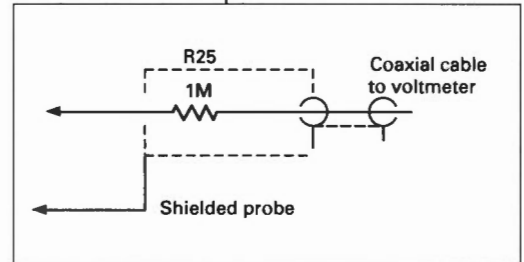 R25
1M
Coaxial cable
to voltmeter
Shielded probe